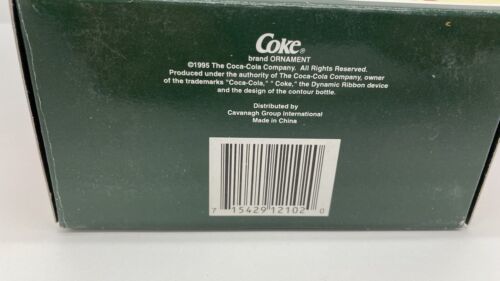 Coke®
brand ORNAMENT
©1995 The Coca-Cola Company. All Rights Reserved.
Produced under the authority of The Coca-Cola Company, owner
of the trademarks "Coca-Cola," "Coke," the Dynamic Ribbon device
and the design of the contour bottle.
Distributed by
Cavanagh Group International
Made in China
7 15429 12102 0